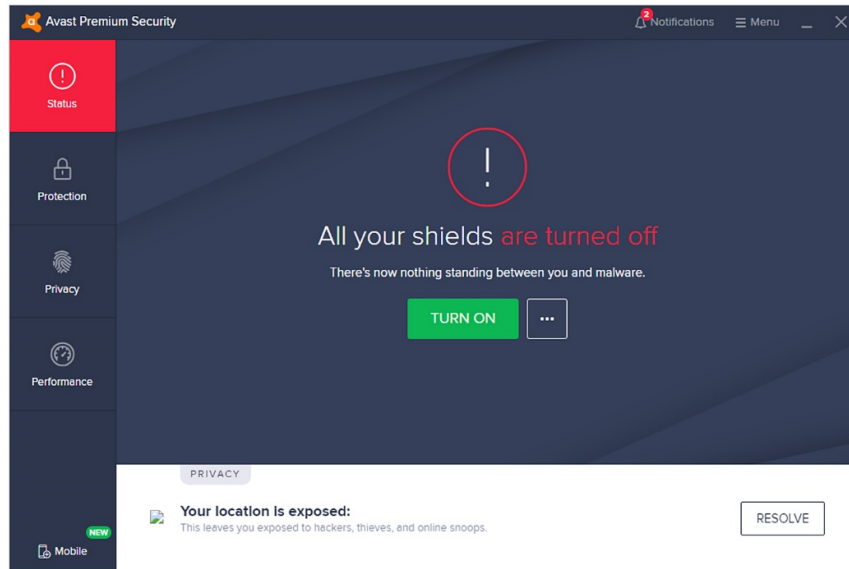 Avast Premium Security
2
Notifications
Menu
Status
Protection
Privacy
Performance
NEW
Mobile
All your shields are turned off
There's now nothing standing between you and malware.
TURN ON
...
PRIVACY
Your location is exposed:
This leaves you exposed to hackers, thieves, and online snoops.
RESOLVE